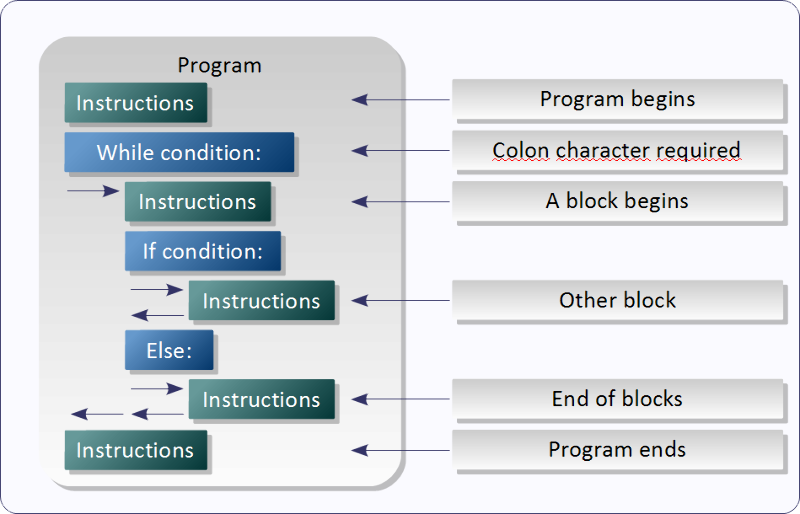 Program
Instructions
Program begins
While condition:
Colon character required
Instructions
A block begins
If condition:
Instructions
Other block
Else:
Instructions
End of blocks
Instructions
Program ends